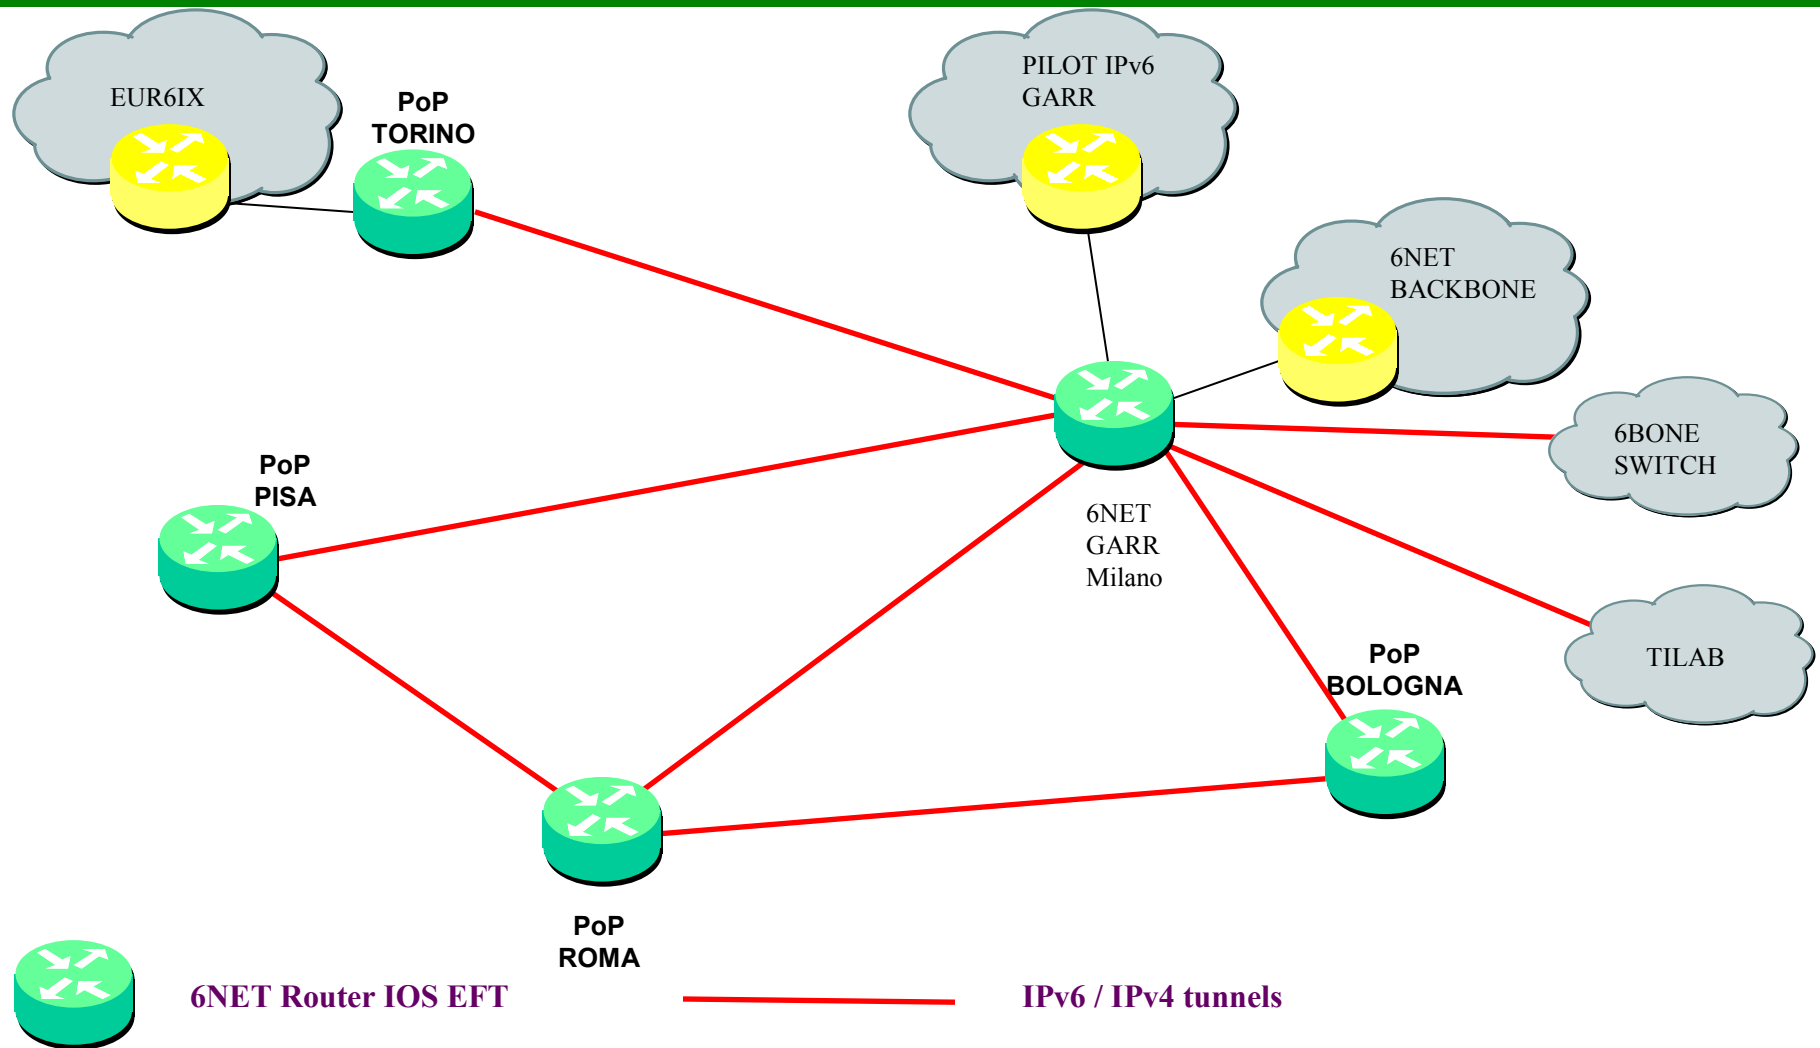 EUR6IX
PoP
TORINO
PILOT IPv6
GARR
6NET
BACKBONE
6BONE
SWITCH
PoP
PISA
6NET
GARR
Milano
TILAB
PoP
BOLOGNA
PoP
ROMA
6NET Router IOS EFT
IPv6 / IPv4 tunnels